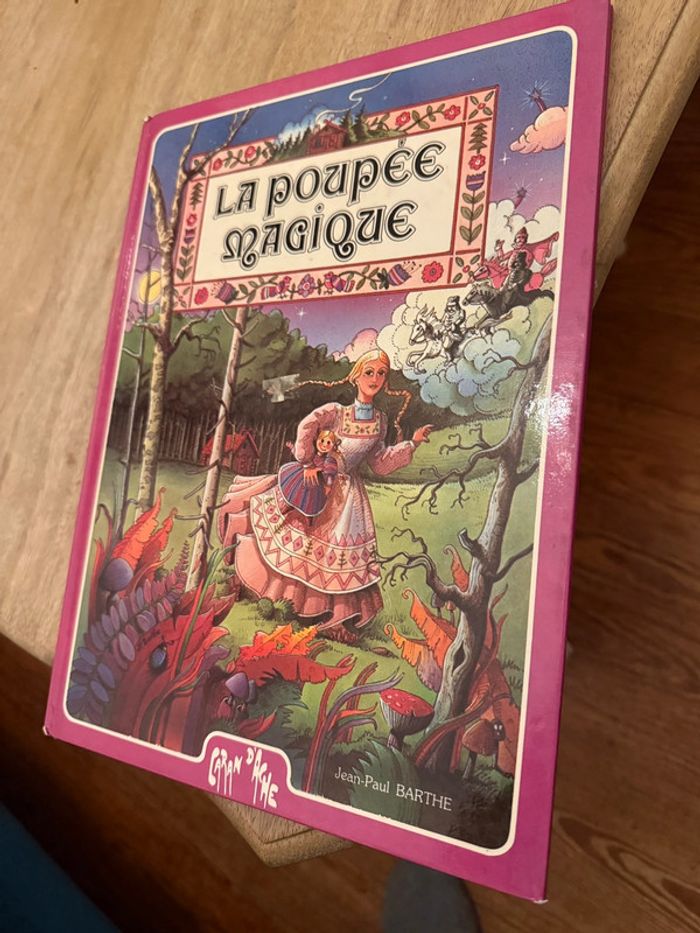 LA POUPÉE
MAGIQUE
CARAN D'ACHE
Jean-Paul BARTHE